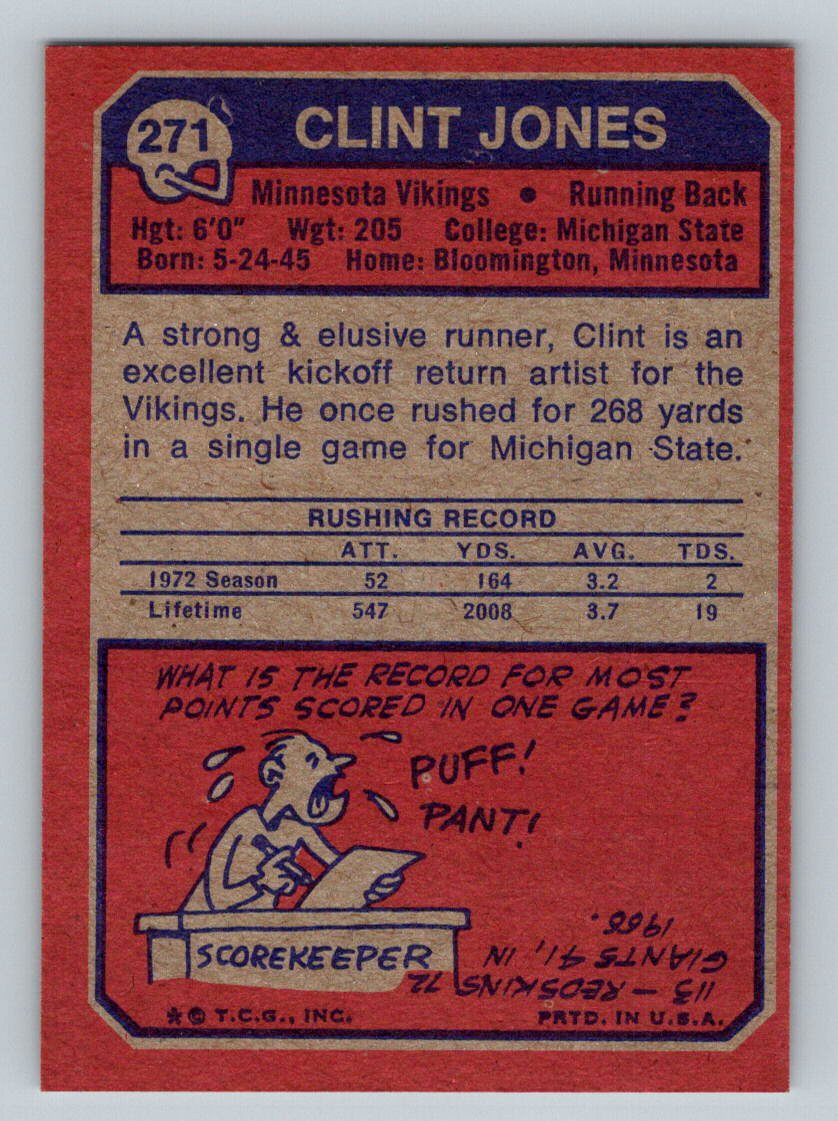 271
CLINT JONES
Minnesota Vikings • Running Back
Hgt: 6'0" Wgt: 205 College: Michigan State
Born: 5-24-45 Home: Bloomington, Minnesota
A strong & elusive runner, Clint is an
excellent kickoff return artist for the
Vikings. He once rushed for 268 yards
in a single game for Michigan State.
RUSHING RECORD
ATT. YDS. AVG. TDS.
1972 Season 52 164 3.2 2
Lifetime 547 2008 3.7 19
WHAT IS THE RECORD FOR MOST
POINTS SCORED IN ONE GAME?
PUFF!
PANT!
SCOREKEEPER
113 — REDSKINS 72
GIANTS 41, IN
1966.
* © T.C.G., INC. PRTD. IN U.S.A.